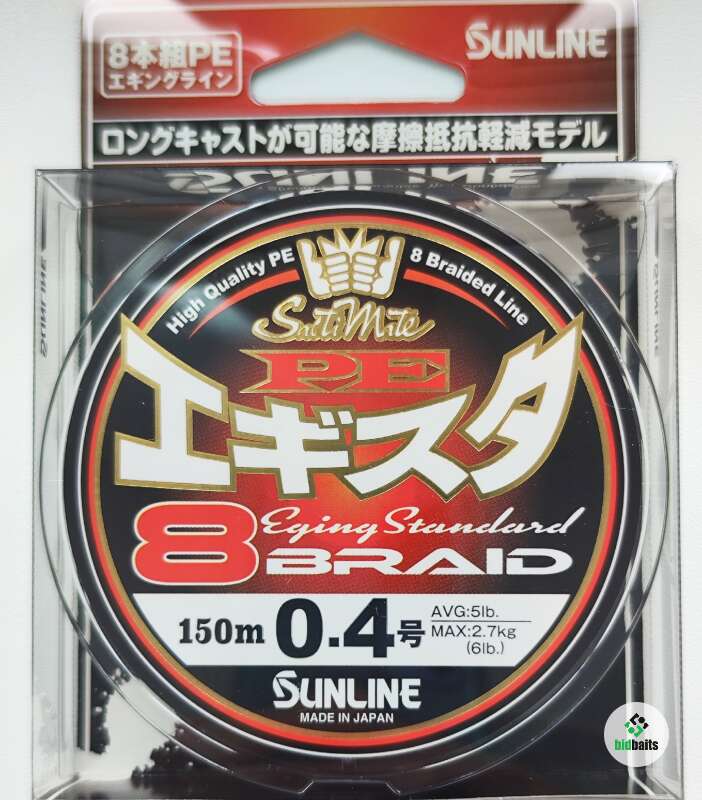 8本組PE
エギングライン
SUNLINE
ロングキャストが可能な摩擦抵抗軽減モデル
High Quality PE
8 Braided Line
SaltiMate
PE
エギスタ
8
Eging Standard
BRAID
150m 0.4号
AVG:5lb.
MAX:2.7kg
(6lb.)
SUNLINE
MADE IN JAPAN
bidbaits